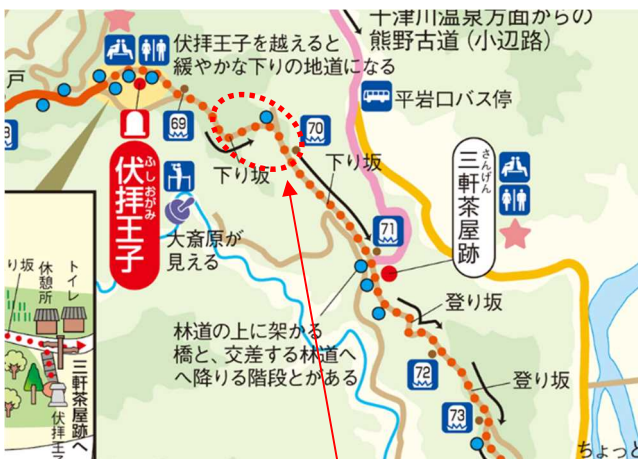 十津川温泉方面からの
熊野古道(小辺路)
伏拝王子を越えると
緩やかな下りの地道になる
戸
平岩口バス停
69
70
下り坂
下り坂
ふしおがみ
伏拝王子
さんげん
三軒茶屋跡
71
大斎原が
見える
登り坂
林道の上に架かる
橋と、交差する林道へ
へ降りる階段とがある
72
登り坂
73
ちょっと
り坂
休憩所
トイレ
三軒茶屋跡へ
伏拝王子